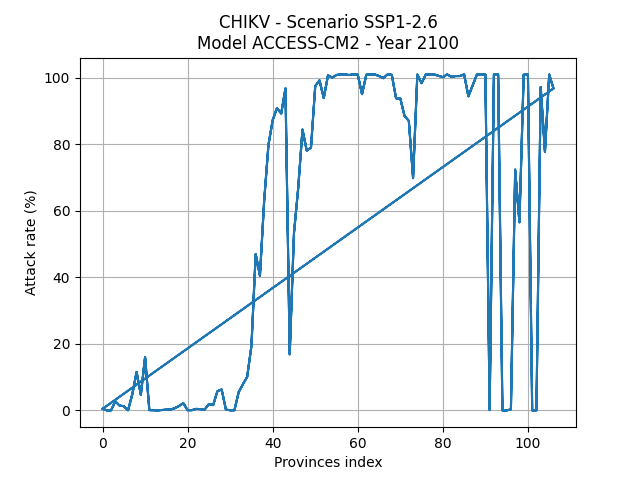 CHIKV - Scenario SSP1-2.6
Model ACCESS-CM2 - Year 2100
100
80
60
40
20
0
Attack rate (%)
0 20 40 60 80 100
Provinces index